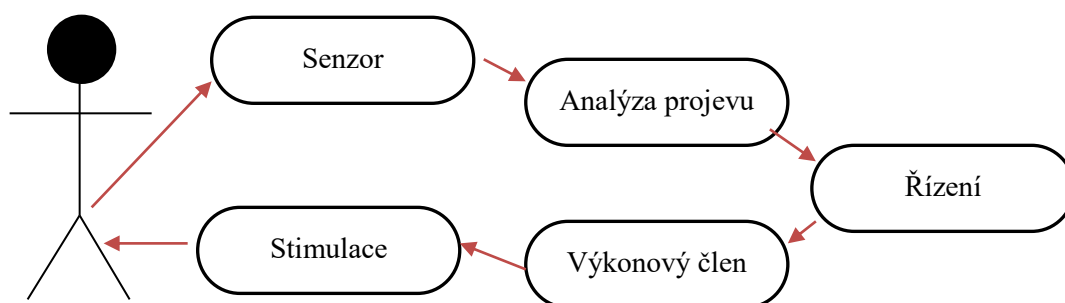 Senzor
Analýza projevu
Řízení
Výkonový člen
Stimulace